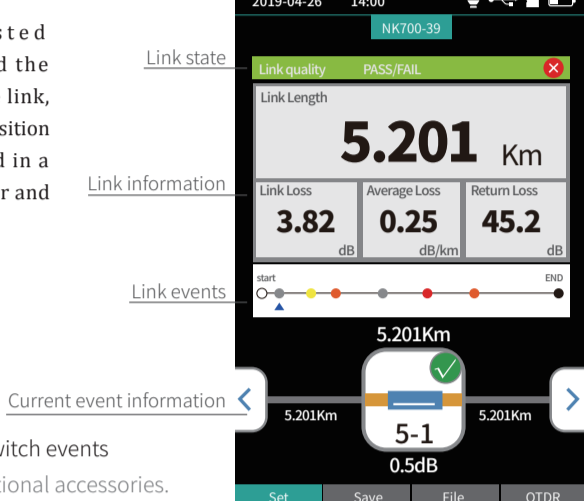 sted
d the
link,
sition
d in a
r and
Link state
Link information
Link events
Current event information
witch events
tional accessories.
2019-04-26 14:00
NK700-39
Link quality PASS/FAIL
Link Length
5.201 Km
Link Loss Average Loss Return Loss
3.82 0.25 45.2
dB dB/km dB
start END
5.201Km
5.201Km 5.201Km
5-1
0.5dB
Set Save File OTDR